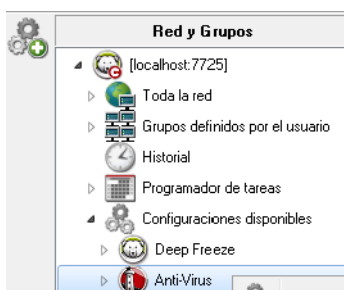 Red y Grupos
[localhost:7725]
Toda la red
Grupos definidos por el usuario
Historial
Programador de tareas
Configuraciones disponibles
Deep Freeze
Anti-Virus